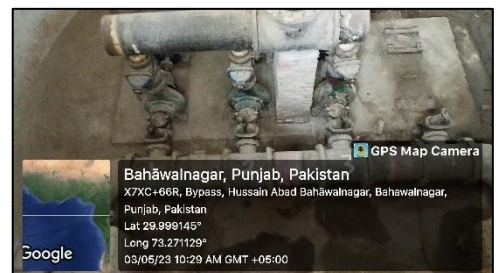 GPS Map Camera
Bahāwalnagar, Punjab, Pakistan
X7XC+66R, Bypass, Hussain Abad Bahāwalnagar, Bahawalnagar,
Punjab, Pakistan
Lat 29.999145°
Long 73.271129°
03/05/23 10:29 AM GMT +05:00
Google